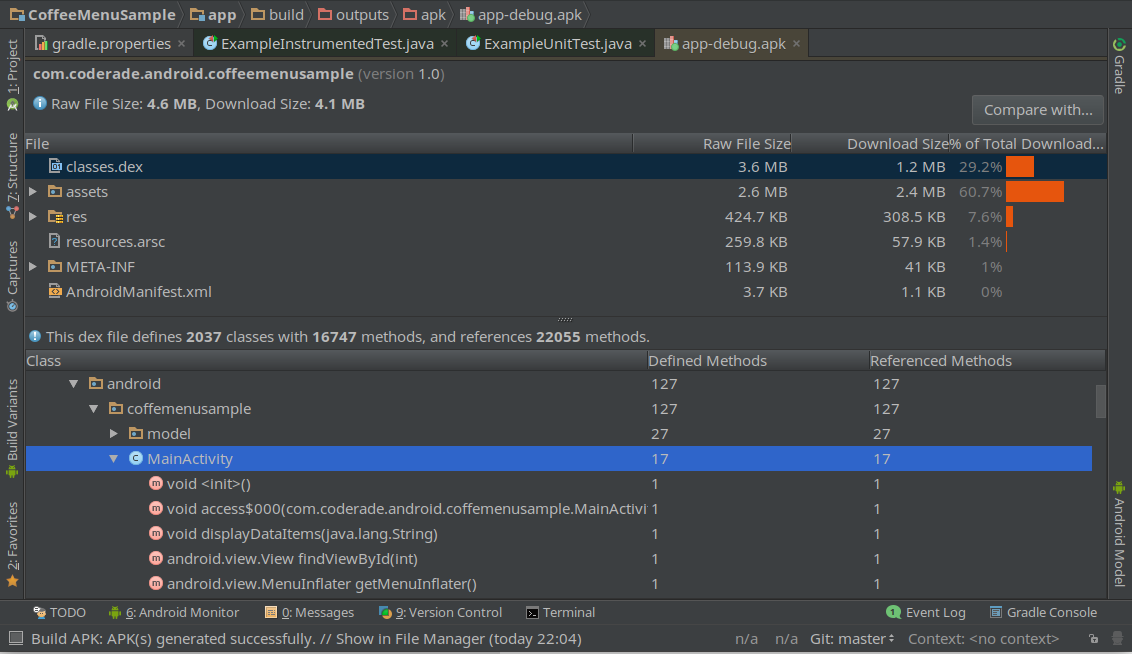 CoffeeMenuSample app build outputs apk app-debug.apk
gradle.properties × ExampleInstrumentedTest.java × ExampleUnitTest.java × app-debug.apk ×
1: Project
7: Structure
Captures
Build Variants
2: Favorites
com.coderade.android.coffeemenusample (version 1.0)
Raw File Size: 4.6 MB, Download Size: 4.1 MB
Compare with...
File Raw File Size Download Size % of Total Download...
classes.dex 3.6 MB 1.2 MB 29.2%
assets 2.6 MB 2.4 MB 60.7%
res 424.7 KB 308.5 KB 7.6%
resources.arsc 259.8 KB 57.9 KB 1.4%
META-INF 113.9 KB 41 KB 1%
AndroidManifest.xml 3.7 KB 1.1 KB 0%
This dex file defines 2037 classes with 16747 methods, and references 22055 methods.
Class Defined Methods Referenced Methods
android 127 127
coffemenusample 127 127
model 27 27
MainActivity 17 17
void <init>() 1 1
void access$000(com.coderade.android.coffemenusample.MainActivi 1 1
void displayDataItems(java.lang.String) 1 1
android.view.View findViewById(int) 1 1
android.view.MenuInflater getMenuInflater() 1 1
Gradle
Android Model
TODO 6: Android Monitor 0: Messages 9: Version Control Terminal 1 Event Log Gradle Console
Build APK: APK(s) generated successfully. // Show in File Manager (today 22:04) n/a n/a Git: master Context: <no context>